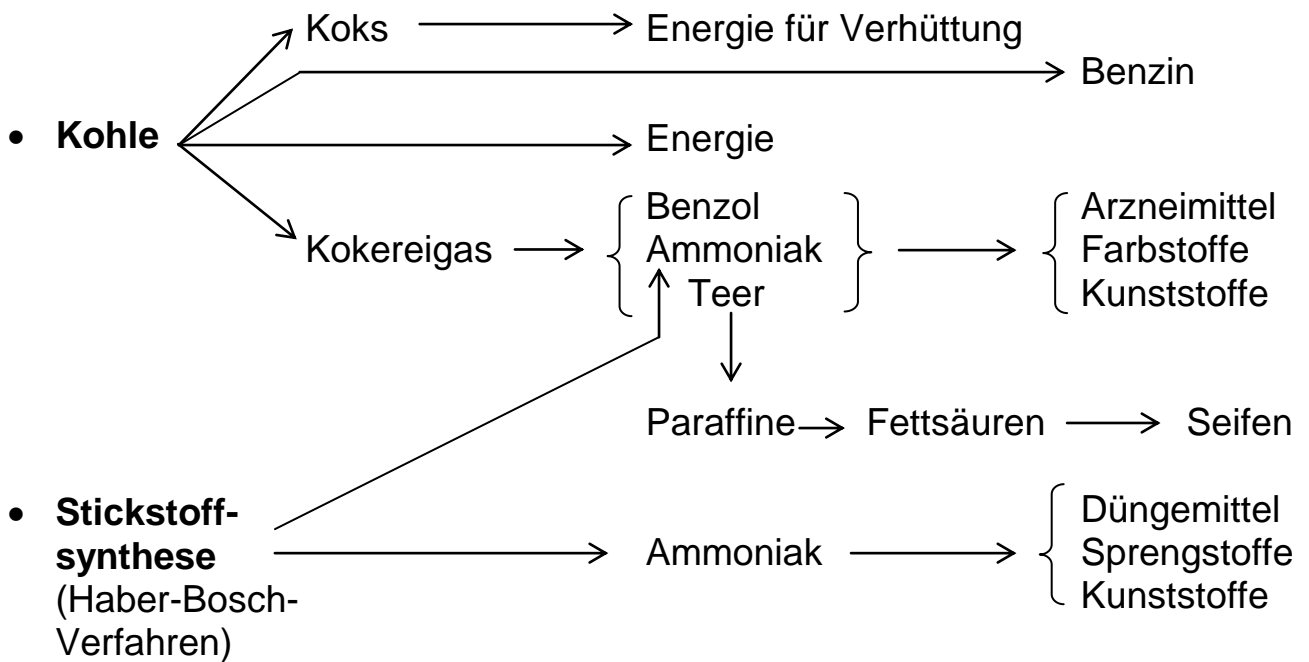 Koks Energie für Verhüttung
Benzin
• Kohle
Energie
Benzol Arzneimittel
Kokereigas Ammoniak Farbstoffe
Teer Kunststoffe
Paraffine Fettsäuren Seifen
• Stickstoff- Düngemittel
synthese Ammoniak Sprengstoffe
(Haber-Bosch- Kunststoffe
Verfahren)